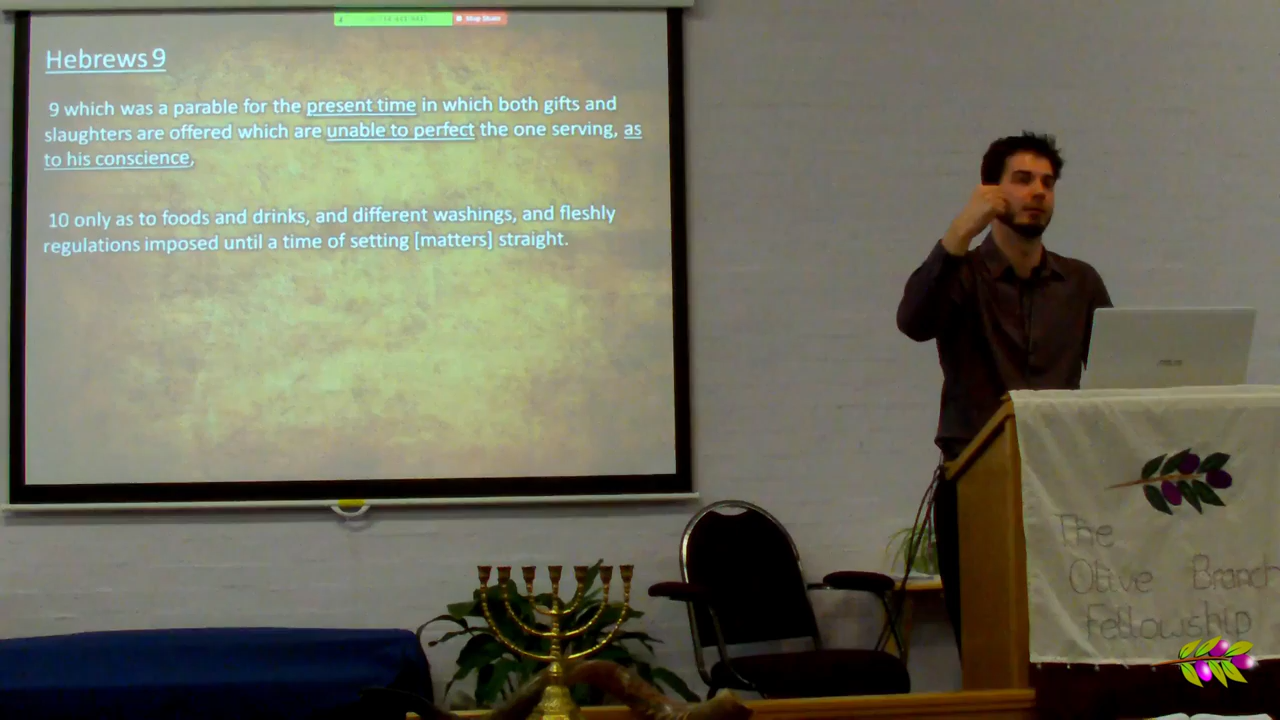 Hebrews 9
9 which was a parable for the present time in which both gifts and
slaughters are offered which are unable to perfect the one serving, as
to his conscience,
10 only as to foods and drinks, and different washings, and fleshly
regulations imposed until a time of setting [matters] straight.
The
Olive Branch
Fellowship